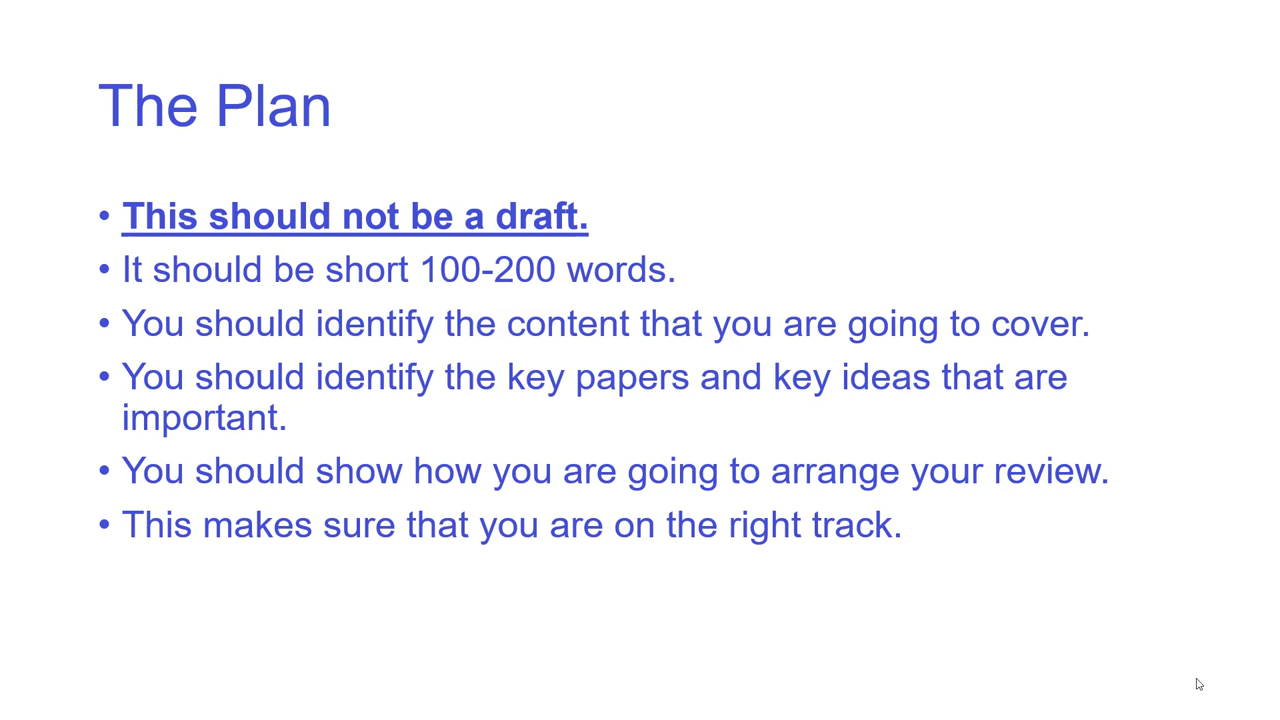 The Plan
• This should not be a draft.
• It should be short 100-200 words.
• You should identify the content that you are going to cover.
• You should identify the key papers and key ideas that are
important.
• You should show how you are going to arrange your review.
• This makes sure that you are on the right track.